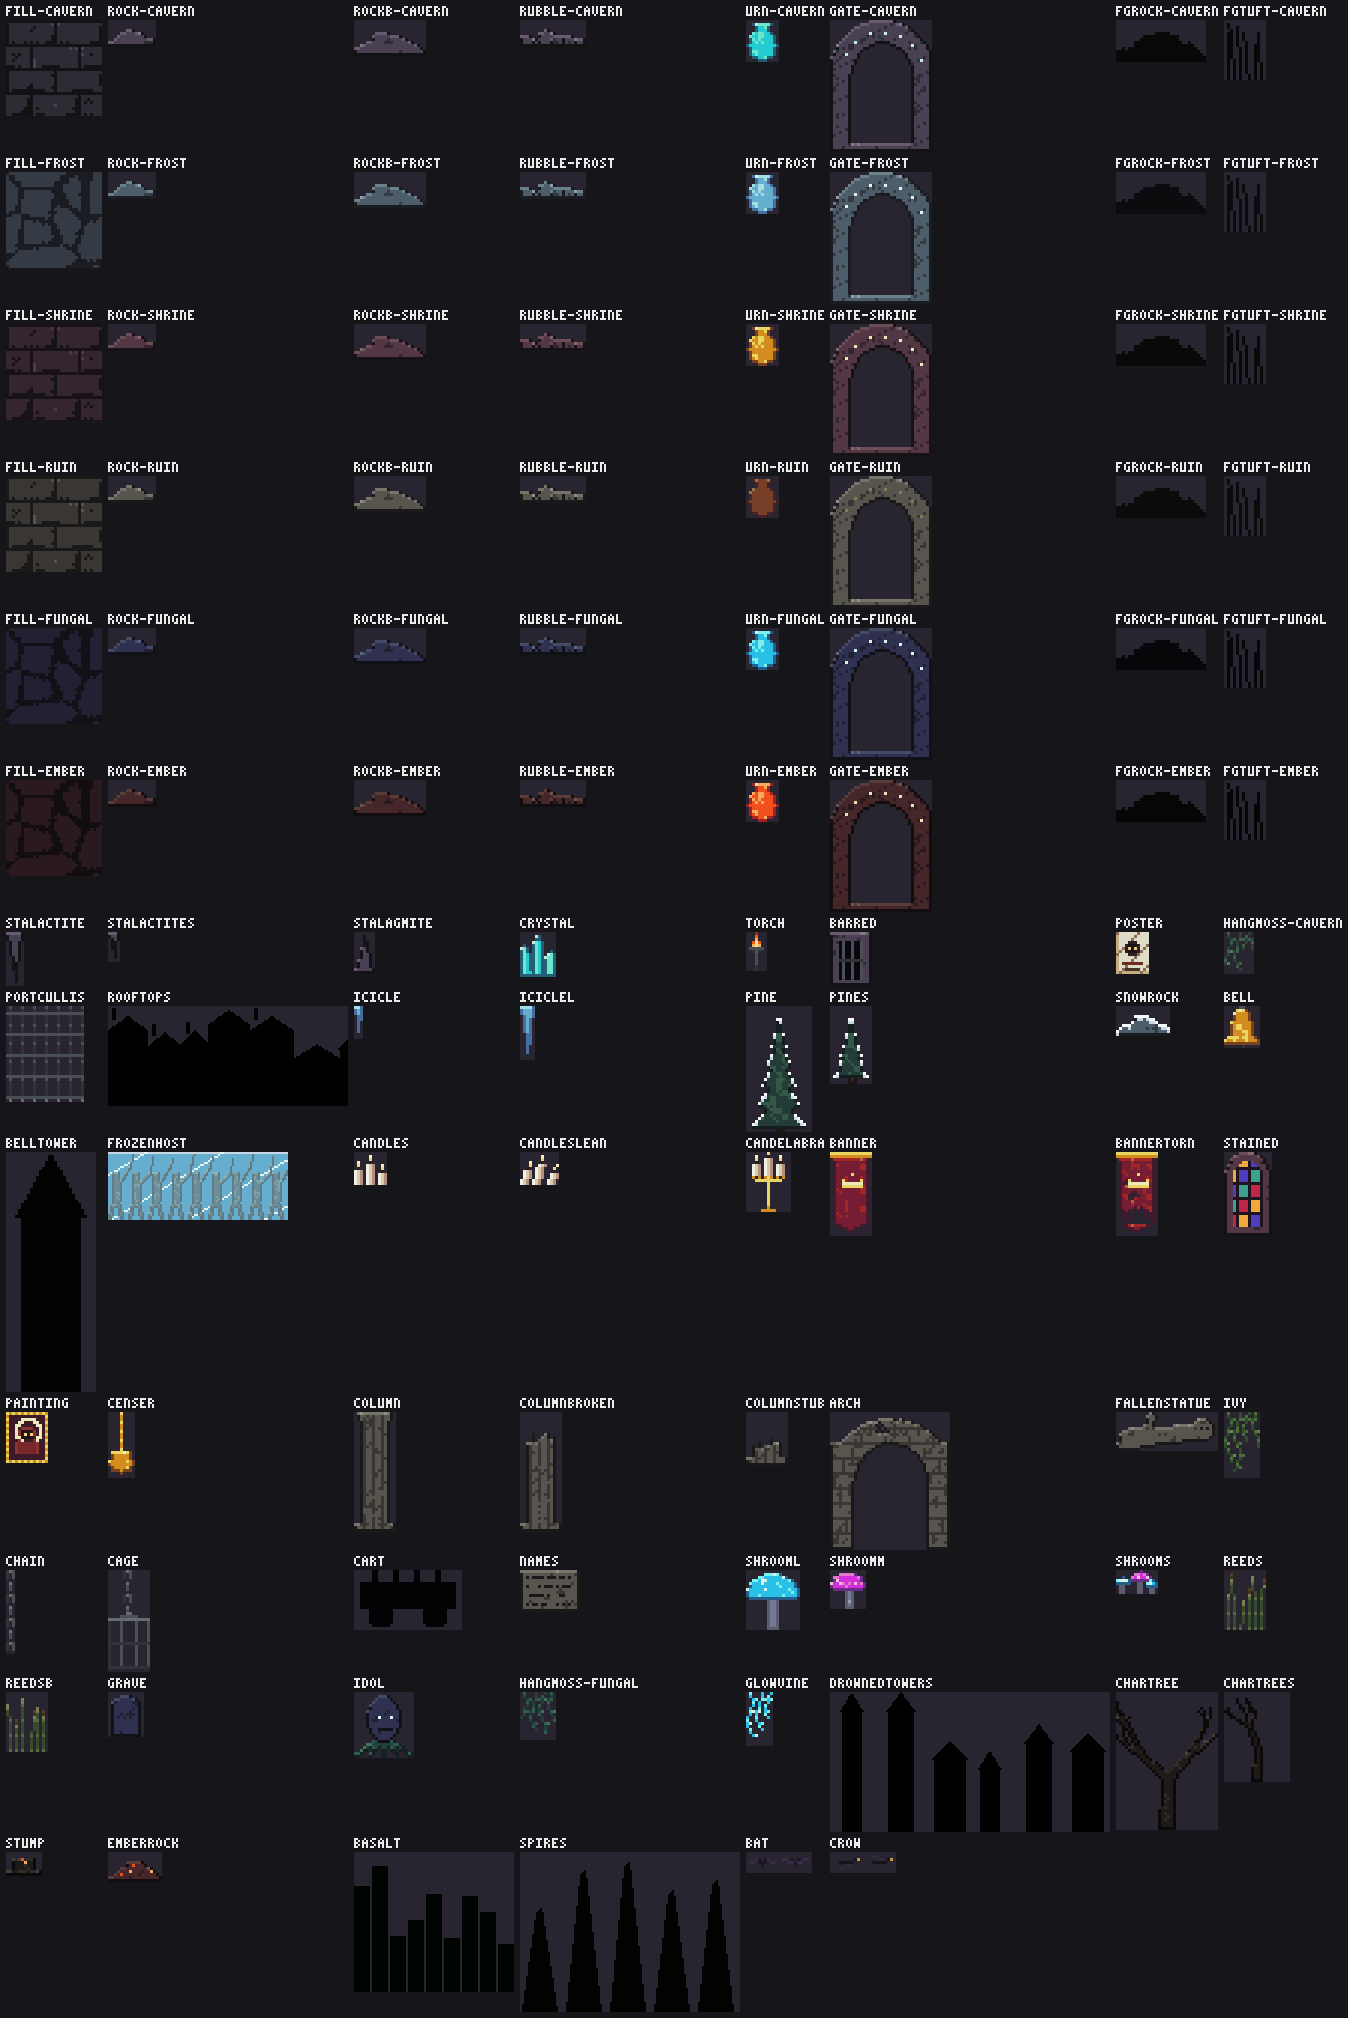 FILL-CAVERN ROCK-CAVERN ROCKB-CAVERN RUBBLE-CAVERN URN-CAVERN GATE-CAVERN FGROCK-CAVERN FGTUFT-CAVERN
FILL-FROST ROCK-FROST ROCKB-FROST RUBBLE-FROST URN-FROST GATE-FROST FGROCK-FROST FGTUFT-FROST
FILL-SHRINE ROCK-SHRINE ROCKB-SHRINE RUBBLE-SHRINE URN-SHRINE GATE-SHRINE FGROCK-SHRINE FGTUFT-SHRINE
FILL-RUIN ROCK-RUIN ROCKB-RUIN RUBBLE-RUIN URN-RUIN GATE-RUIN FGROCK-RUIN FGTUFT-RUIN
FILL-FUNGAL ROCK-FUNGAL ROCKB-FUNGAL RUBBLE-FUNGAL URN-FUNGAL GATE-FUNGAL FGROCK-FUNGAL FGTUFT-FUNGAL
FILL-EMBER ROCK-EMBER ROCKB-EMBER RUBBLE-EMBER URN-EMBER GATE-EMBER FGROCK-EMBER FGTUFT-EMBER
STALACTITE STALACTITES STALAGMITE CRYSTAL TORCH BARRED POSTER HANGMOSS-CAVERN
PORTCULLIS ROOFTOPS ICICLE ICICLEL PINE PINES SNOWROCK BELL
BELLTOWER FROZENHOST CANDLES CANDLESLEAN CANDELABRA BANNER BANNERTORN STAINED
PAINTING CENSER COLUMN COLUMNBROKEN COLUMNSTUB ARCH FALLENSTATUE IVY
CHAIN CAGE CART NAMES SHROOML SHROOMM SHROOMS REEDS
REEDSB GRAVE IDOL HANGMOSS-FUNGAL GLOWVINE DROWNEDTOWERS CHARTREE CHARTREES
STUMP EMBERROCK BASALT SPIRES BAT CROW